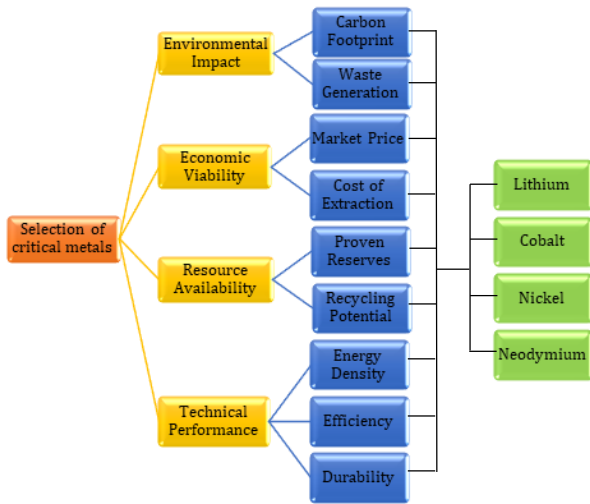 Selection of
critical metals
Environmental
Impact
Economic
Viability
Resource
Availability
Technical
Performance
Carbon
Footprint
Waste
Generation
Market Price
Cost of
Extraction
Proven
Reserves
Recycling
Potential
Energy
Density
Efficiency
Durability
Lithium
Cobalt
Nickel
Neodymium